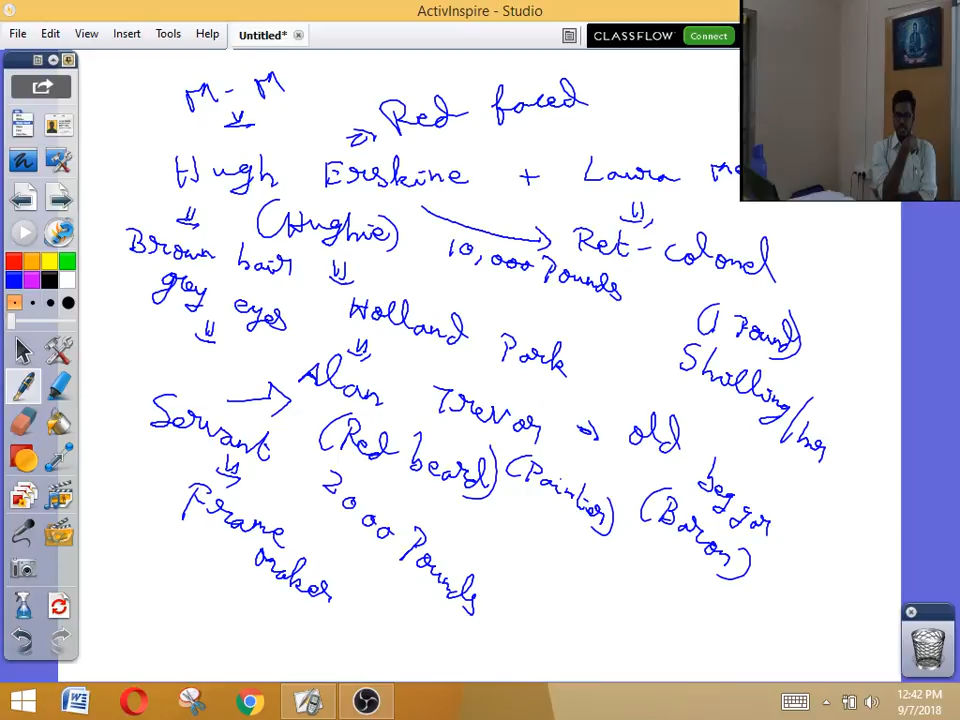 ActivInspire - Studio
File Edit View Insert Tools Help
Untitled*
CLASSFLOW Connect
M - M
Red faced
Hugh Erskine + Laura Me
(Hughie) Ret - colonel
Brown hair 10,000 Pounds
grey eyes
Holland Park (1 Pound)
Shilling/hr
Alan Trevor old
Servant (Red beard) (Painter) beggar
2000 Pounds (Baron)
Frame
maker
12:42 PM
9/7/2018